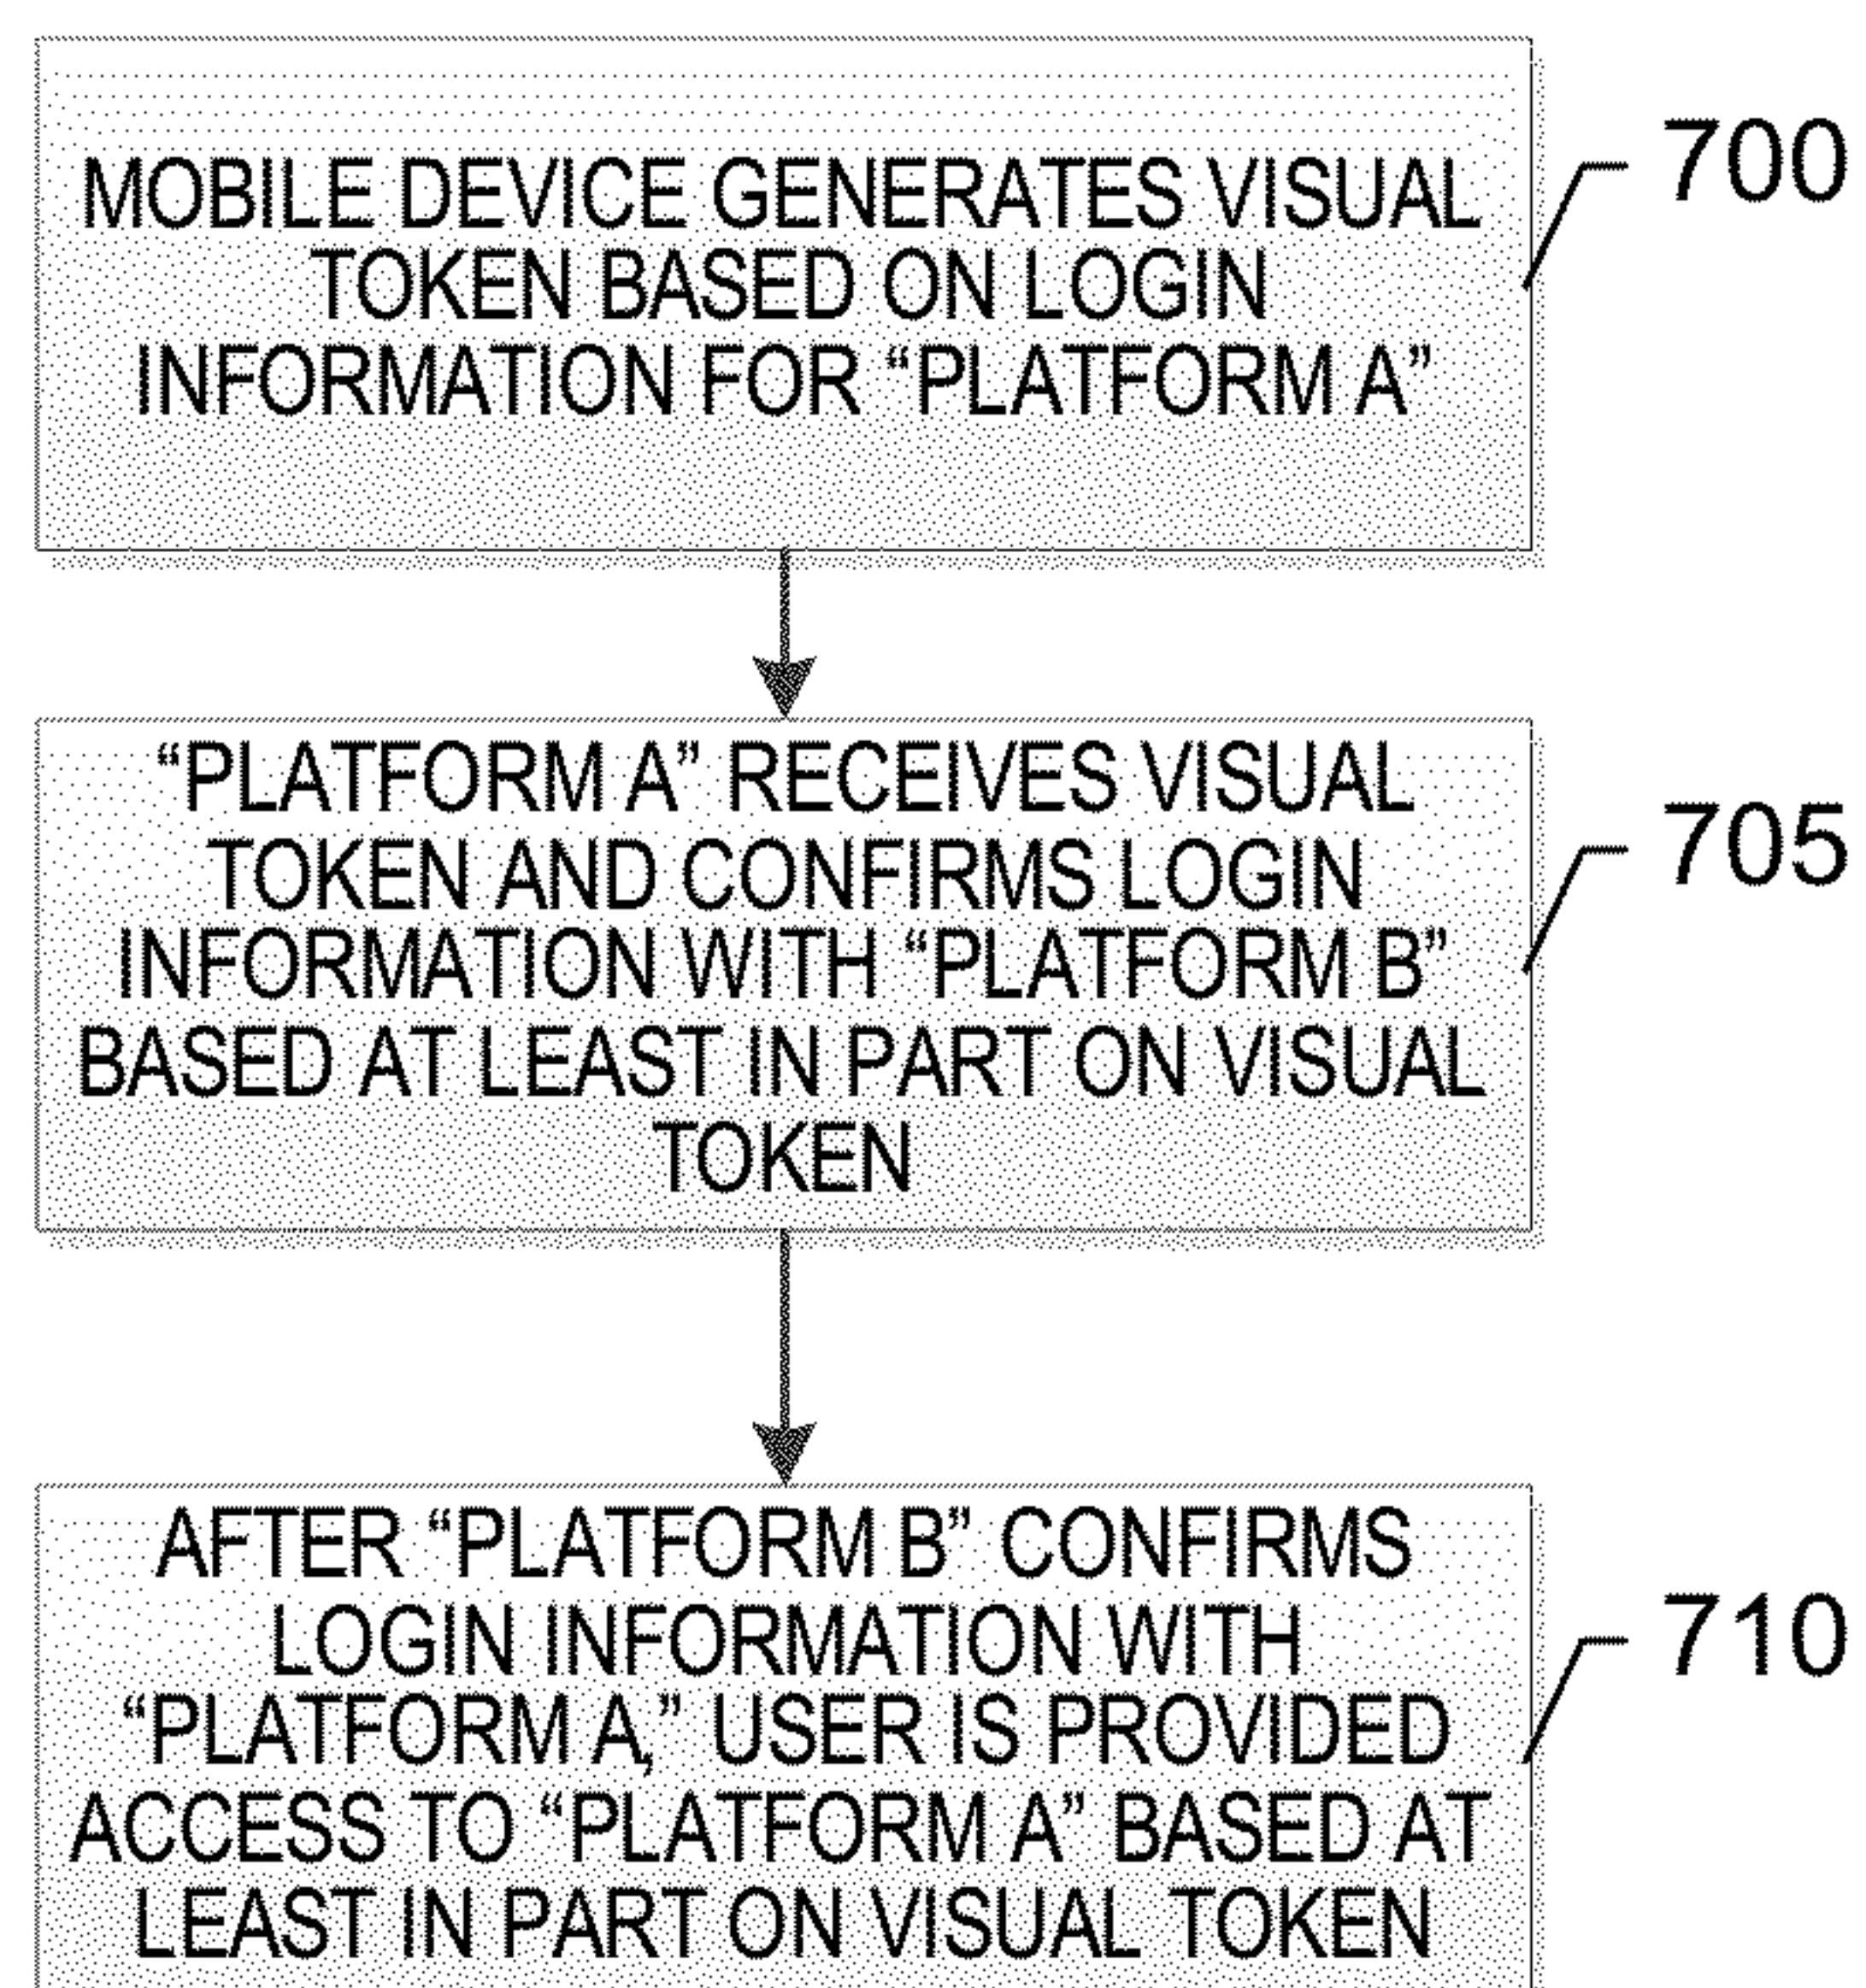 MOBILE DEVICE GENERATES VISUAL
TOKEN BASED ON LOGIN
INFORMATION FOR “PLATFORM A”
700
“PLATFORM A” RECEIVES VISUAL
TOKEN AND CONFIRMS LOGIN
INFORMATION WITH “PLATFORM B”
BASED AT LEAST IN PART ON VISUAL
TOKEN
705
AFTER “PLATFORM B” CONFIRMS
LOGIN INFORMATION WITH
“PLATFORM A,” USER IS PROVIDED
ACCESS TO “PLATFORM A” BASED AT
LEAST IN PART ON VISUAL TOKEN
710